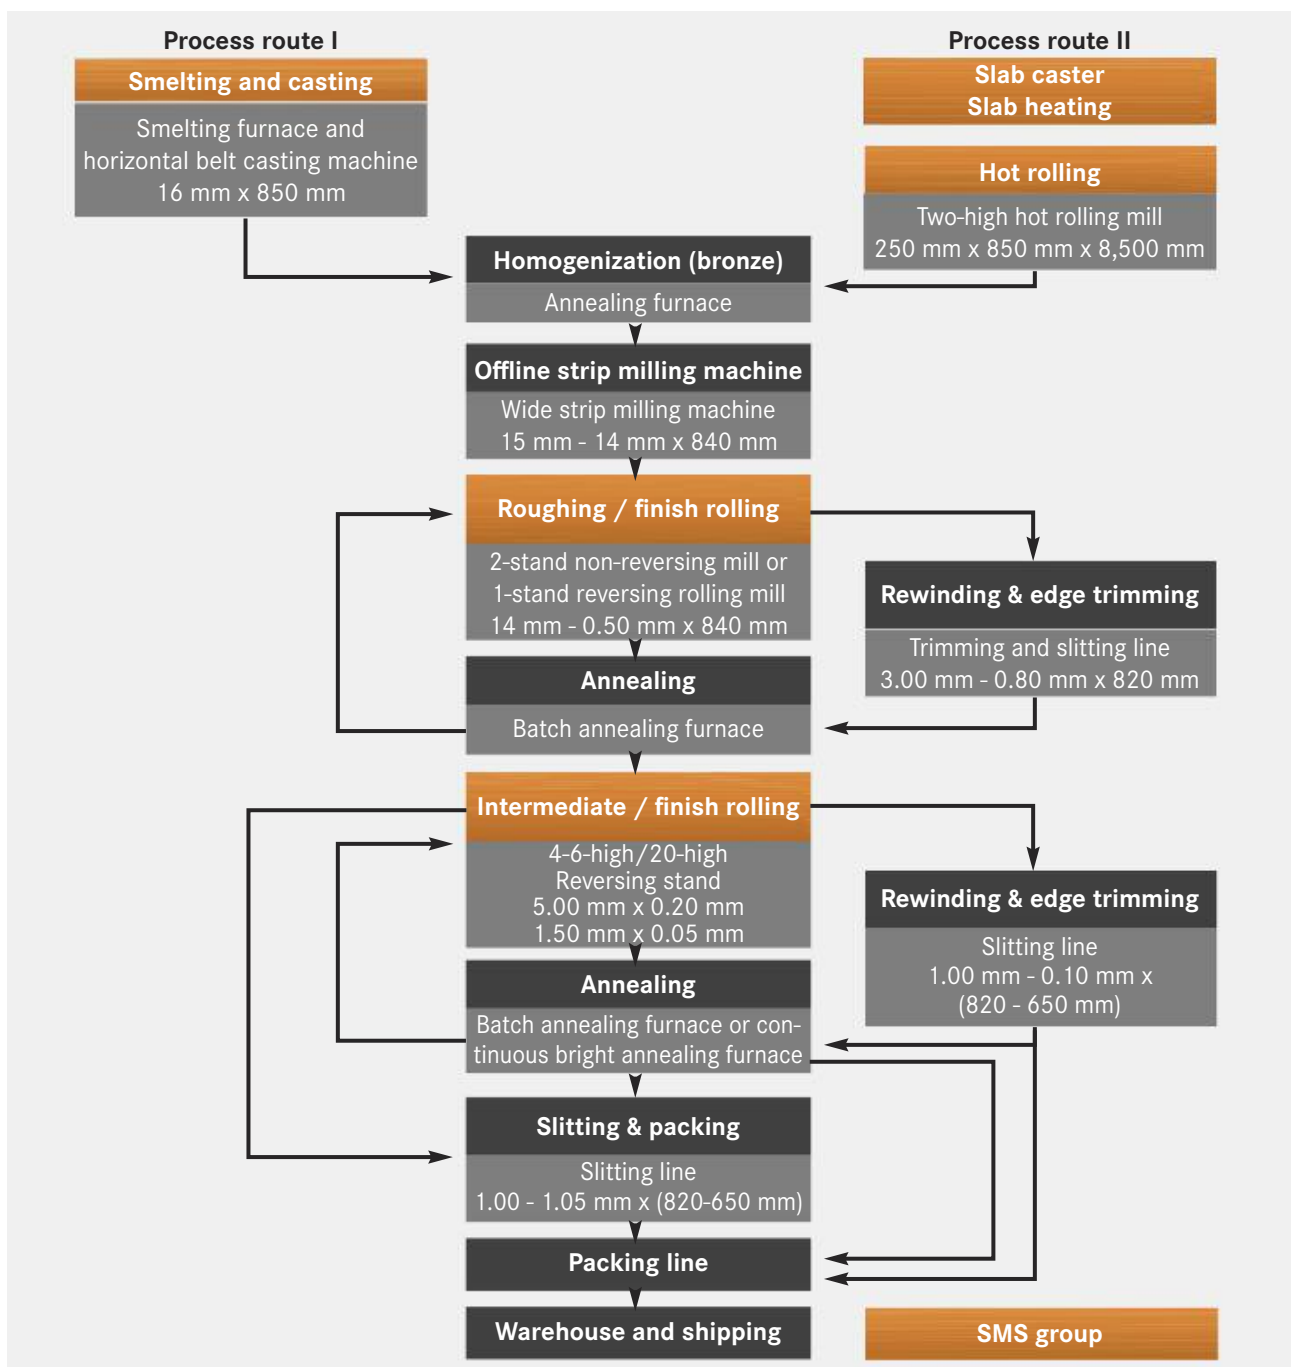 Process route I
Smelting and casting
Smelting furnace and
horizontal belt casting machine
16 mm x 850 mm
Process route II
Slab caster
Slab heating
Hot rolling
Two-high hot rolling mill
250 mm x 850 mm x 8,500 mm
Homogenization (bronze)
Annealing furnace
Offline strip milling machine
Wide strip milling machine
15 mm - 14 mm x 840 mm
Roughing / finish rolling
2-stand non-reversing mill or
1-stand reversing rolling mill
14 mm - 0.50 mm x 840 mm
Rewinding & edge trimming
Trimming and slitting line
3.00 mm - 0.80 mm x 820 mm
Annealing
Batch annealing furnace
Intermediate / finish rolling
4-6-high/20-high
Reversing stand
5.00 mm x 0.20 mm
1.50 mm x 0.05 mm
Rewinding & edge trimming
Slitting line
1.00 mm - 0.10 mm x
(820 - 650 mm)
Annealing
Batch annealing furnace or con-
tinuous bright annealing furnace
Slitting & packing
Slitting line
1.00 - 1.05 mm x (820-650 mm)
Packing line
Warehouse and shipping
SMS group